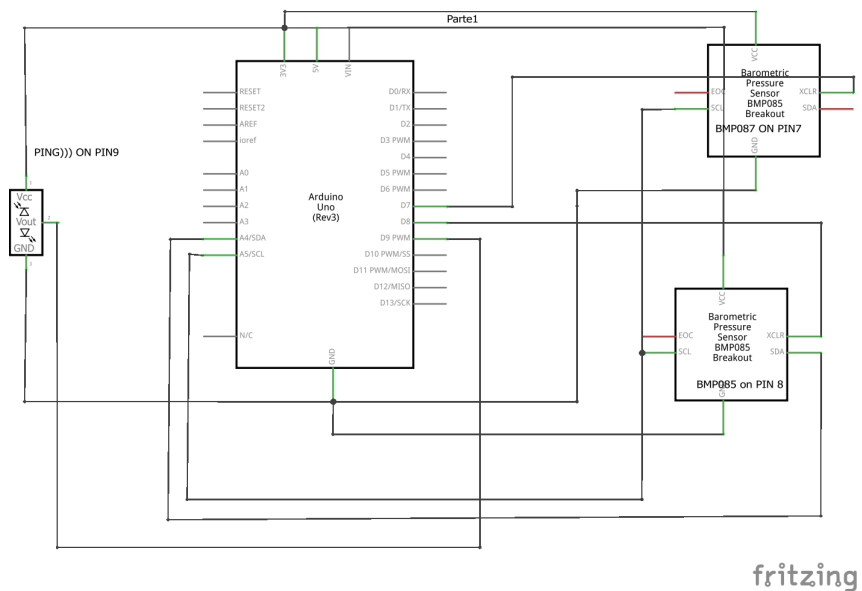 Parte1
3V3
5V
VIN
VCC
RESET
RESET2
AREF
ioref
A0
A1
A2
A3
A4/SDA
A5/SCL
N/C
Arduino
Uno
(Rev3)
D0/RX
D1/TX
D2
D3 PWM
D4
D5 PWM
D6 PWM
D7
D8
D9 PWM
D10 PWM/SS
D11 PWM/MOSI
D12/MISO
D13/SCK
GND
PING))) ON PIN9
Vcc
Vout
GND
1
3
2
Barometric
Pressure
Sensor
BMP085
Breakout
EOC
SCL
XCLR
SDA
BMP087 ON PIN7
GND
VCC
Barometric
Pressure
Sensor
BMP085
Breakout
EOC
SCL
XCLR
SDA
BMP085 on PIN 8
GND
fritzing